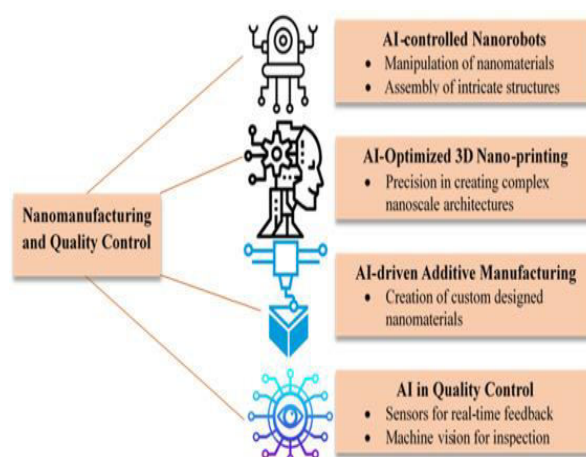 AI-controlled Nanorobots
• Manipulation of nanomaterials
• Assembly of intricate structures
AI-Optimized 3D Nano-printing
• Precision in creating complex
nanoscale architectures
Nanomanufacturing
and Quality Control
AI-driven Additive Manufacturing
• Creation of custom designed
nanomaterials
AI in Quality Control
• Sensors for real-time feedback
• Machine vision for inspection